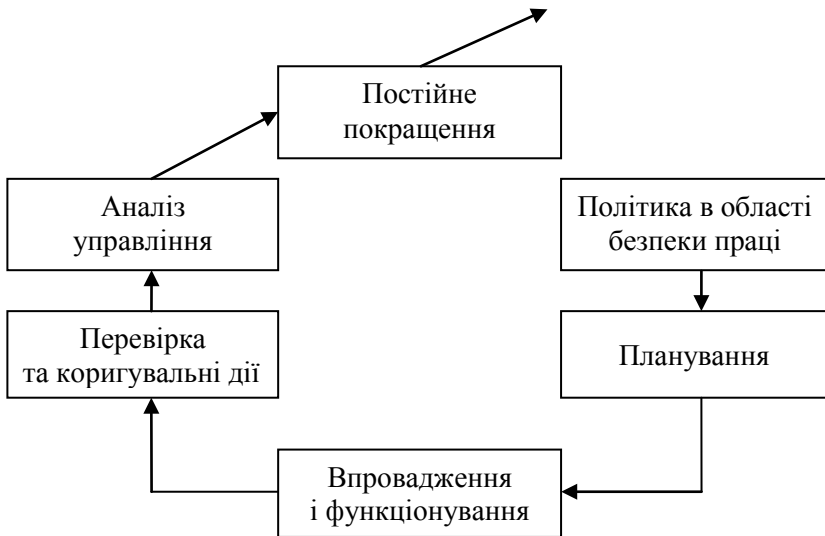 Постійне
покращення
Аналіз
управління
Політика в області
безпеки праці
Перевірка
та коригувальні дії
Планування
Впровадження
і функціонування